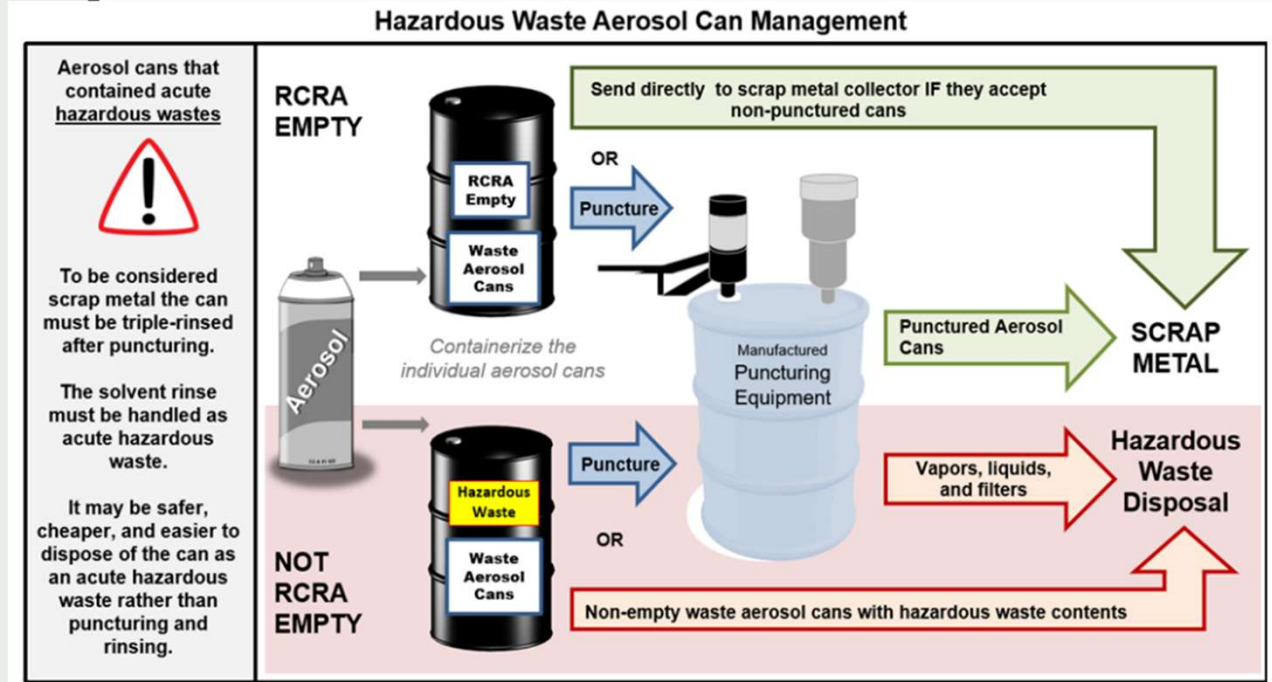 Hazardous Waste Aerosol Can Management
Aerosol cans that
contained acute
hazardous wastes
!
To be considered
scrap metal the can
must be triple-rinsed
after puncturing.
The solvent rinse
must be handled as
acute hazardous
waste.
It may be safer,
cheaper, and easier to
dispose of the can as
an acute hazardous
waste rather than
puncturing and
rinsing.
RCRA
EMPTY
RCRA
Empty
Waste
Aerosol
Cans
Send directly to scrap metal collector IF they accept
non-punctured cans
OR
Puncture
Aerosol
Containerize the
individual aerosol cans
Manufactured
Puncturing
Equipment
Punctured Aerosol
Cans
SCRAP
METAL
NOT
RCRA
EMPTY
Hazardous
Waste
Waste
Aerosol
Cans
Puncture
OR
Vapors, liquids,
and filters
Hazardous
Waste
Disposal
Non-empty waste aerosol cans with hazardous waste contents